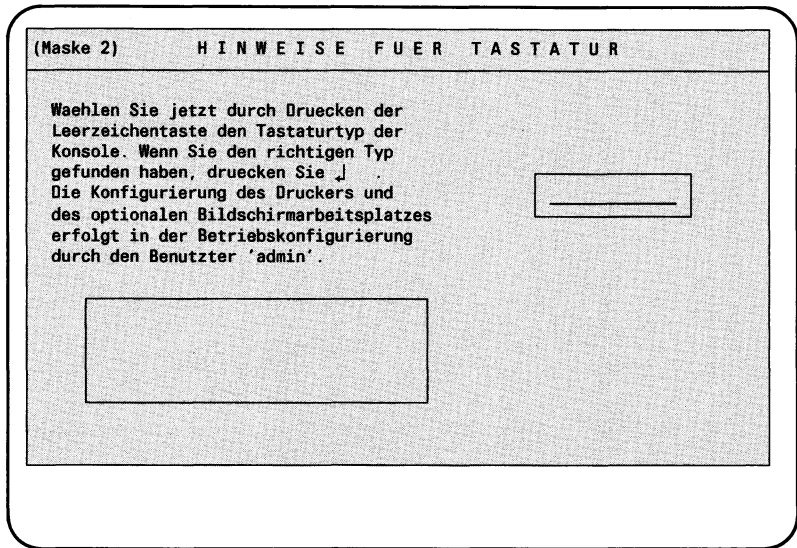 (Maske 2) H I N W E I S E F U E R T A S T A T U R
Waehlen Sie jetzt durch Druecken der
Leerzeichentaste den Tastaturtyp der
Konsole. Wenn Sie den richtigen Typ
gefunden haben, druecken Sie ↵ .
Die Konfigurierung des Druckers und
des optionalen Bildschirmarbeitsplatzes
erfolgt in der Betriebskonfigurierung
durch den Benutzter 'admin'.